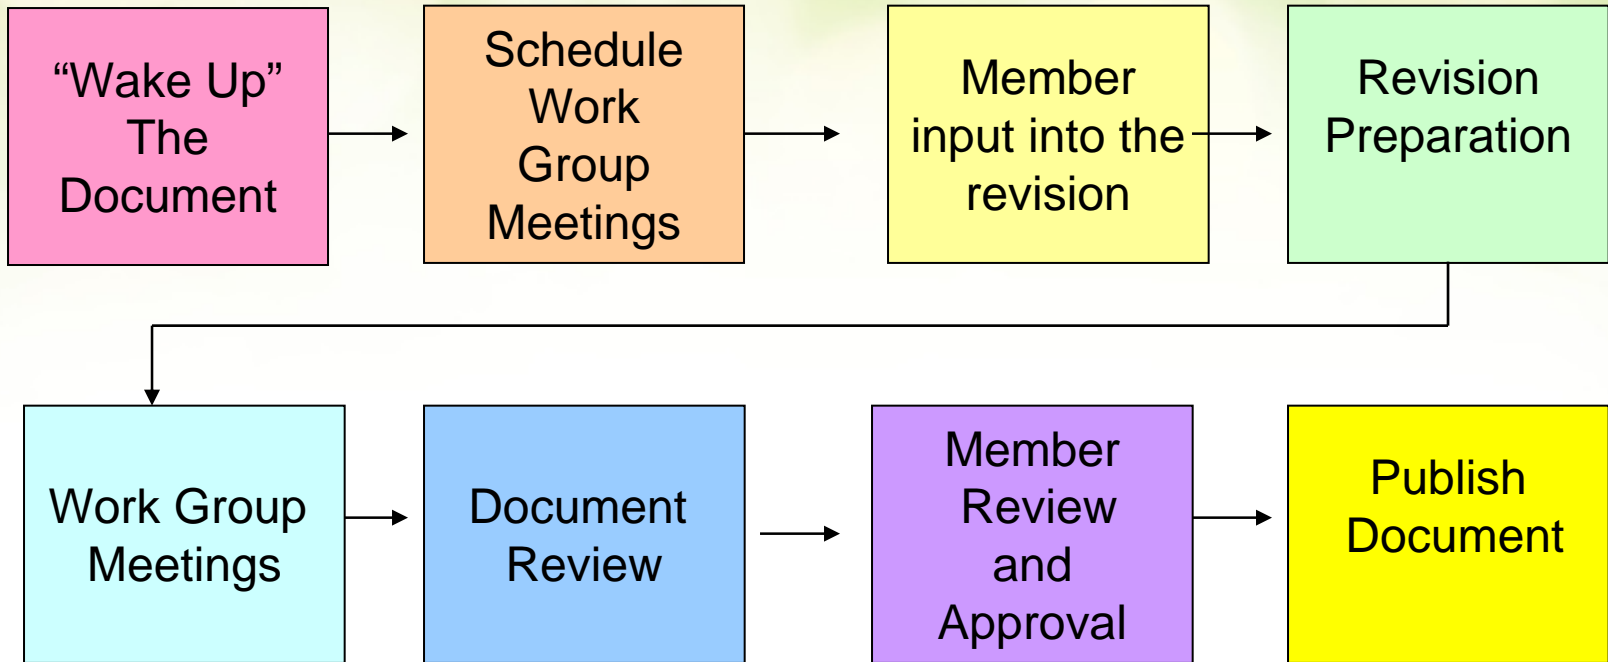 “Wake Up”
The
Document
Schedule
Work
Group
Meetings
Member
input into the
revision
Revision
Preparation
Work Group
Meetings
Document
Review
Member
Review
and
Approval
Publish
Document